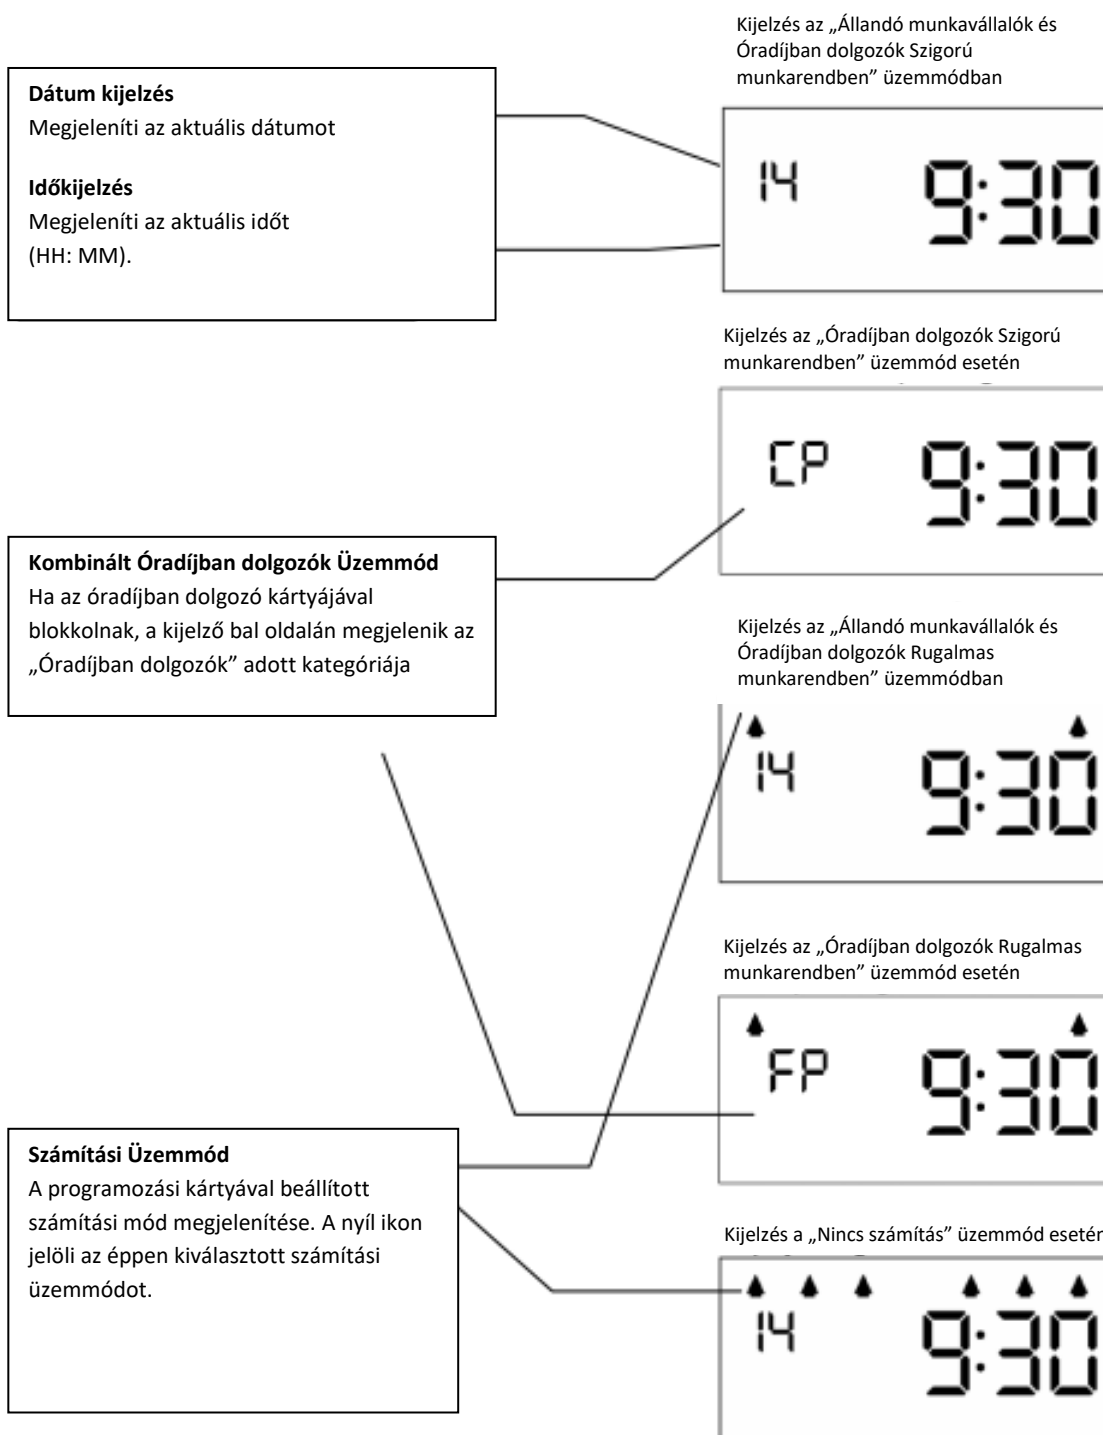 Kijelzés az „Állandó munkavállalók és
Óradíjban dolgozók Szigorú
munkarendben” üzemmódban
Dátum kijelzés
Megjeleníti az aktuális dátumot
Időkijelzés
Megjeleníti az aktuális időt
(HH: MM).
14 9:30
Kijelzés az „Óradíjban dolgozók Szigorú
munkarendben” üzemmód esetén
CP 9:30
Kombinált Óradíjban dolgozók Üzemmód
Ha az óradíjban dolgozó kártyájával
blokkolnak, a kijelző bal oldalán megjelenik az
„Óradíjban dolgozók” adott kategóriája
Kijelzés az „Állandó munkavállalók és
Óradíjban dolgozók Rugalmas
munkarendben” üzemmódban
14 9:30
Kijelzés az „Óradíjban dolgozók Rugalmas
munkarendben” üzemmód esetén
FP 9:30
Számítási Üzemmód
A programozási kártyával beállított
számítási mód megjelenítése. A nyíl ikon
jelöli az éppen kiválasztott számítási
üzemmódot.
Kijelzés a „Nincs számítás” üzemmód esetén
14 9:30